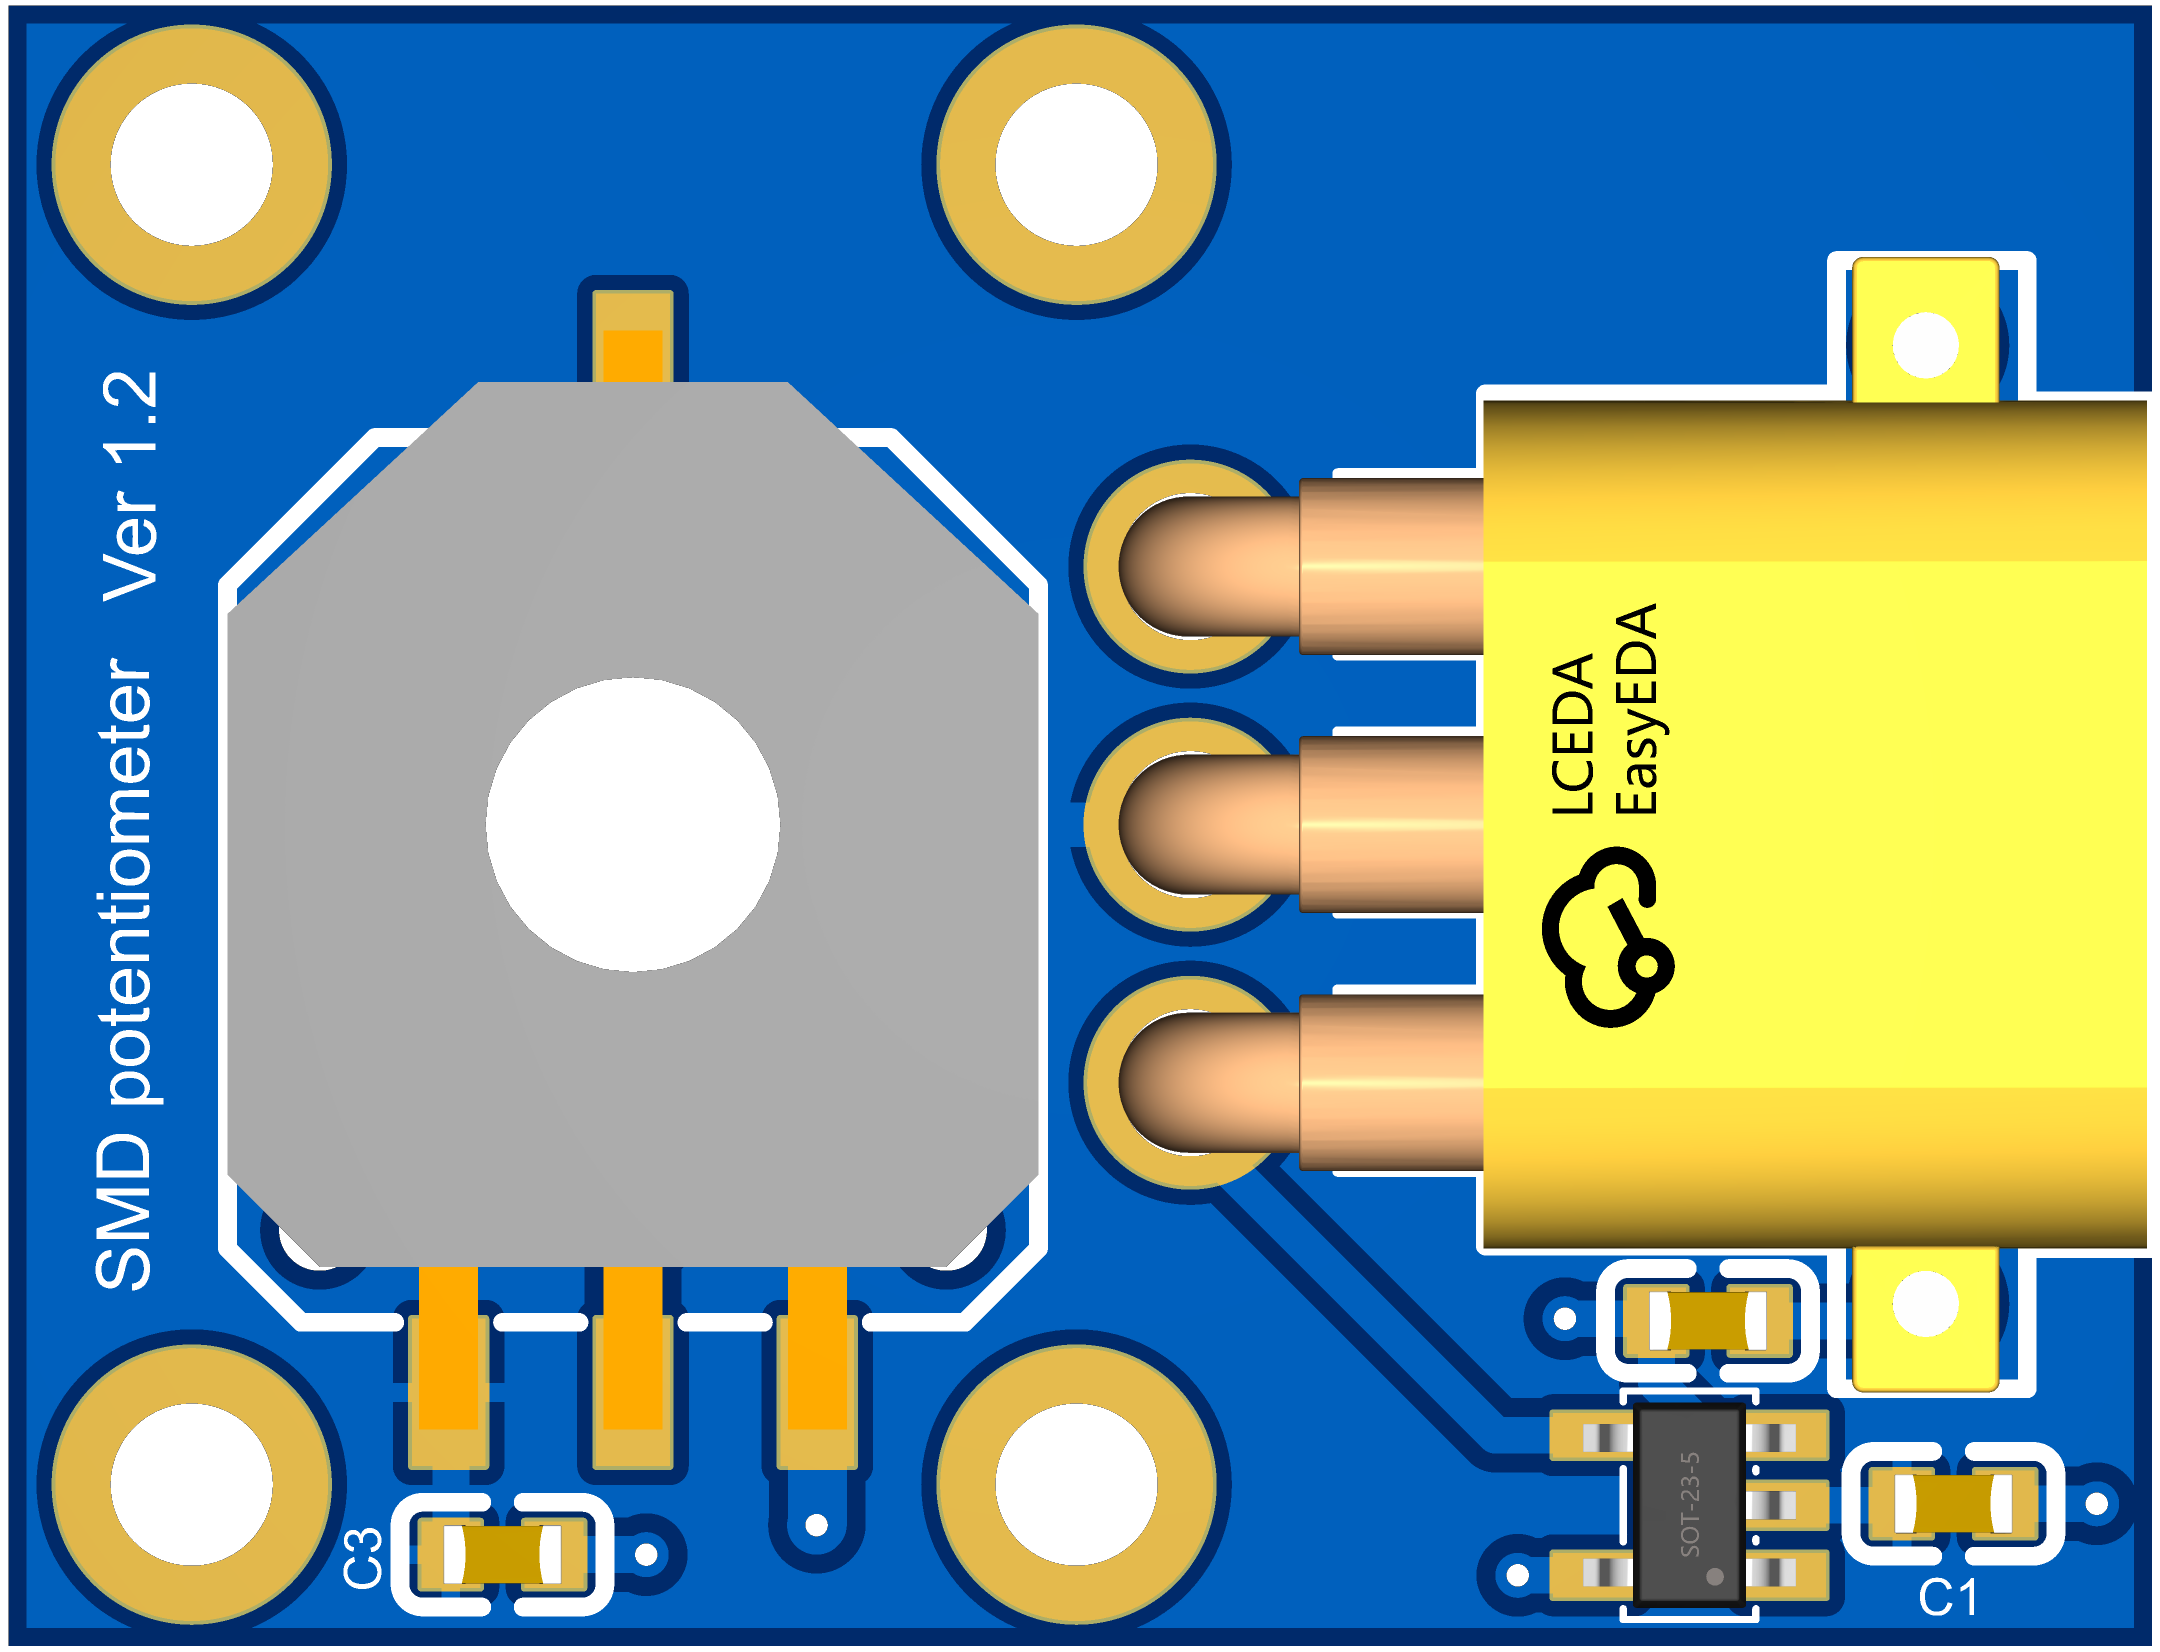 SMD potentiometer Ver 1.2
LCEDA
EasyEDA
SOT-23-5
C3
C1